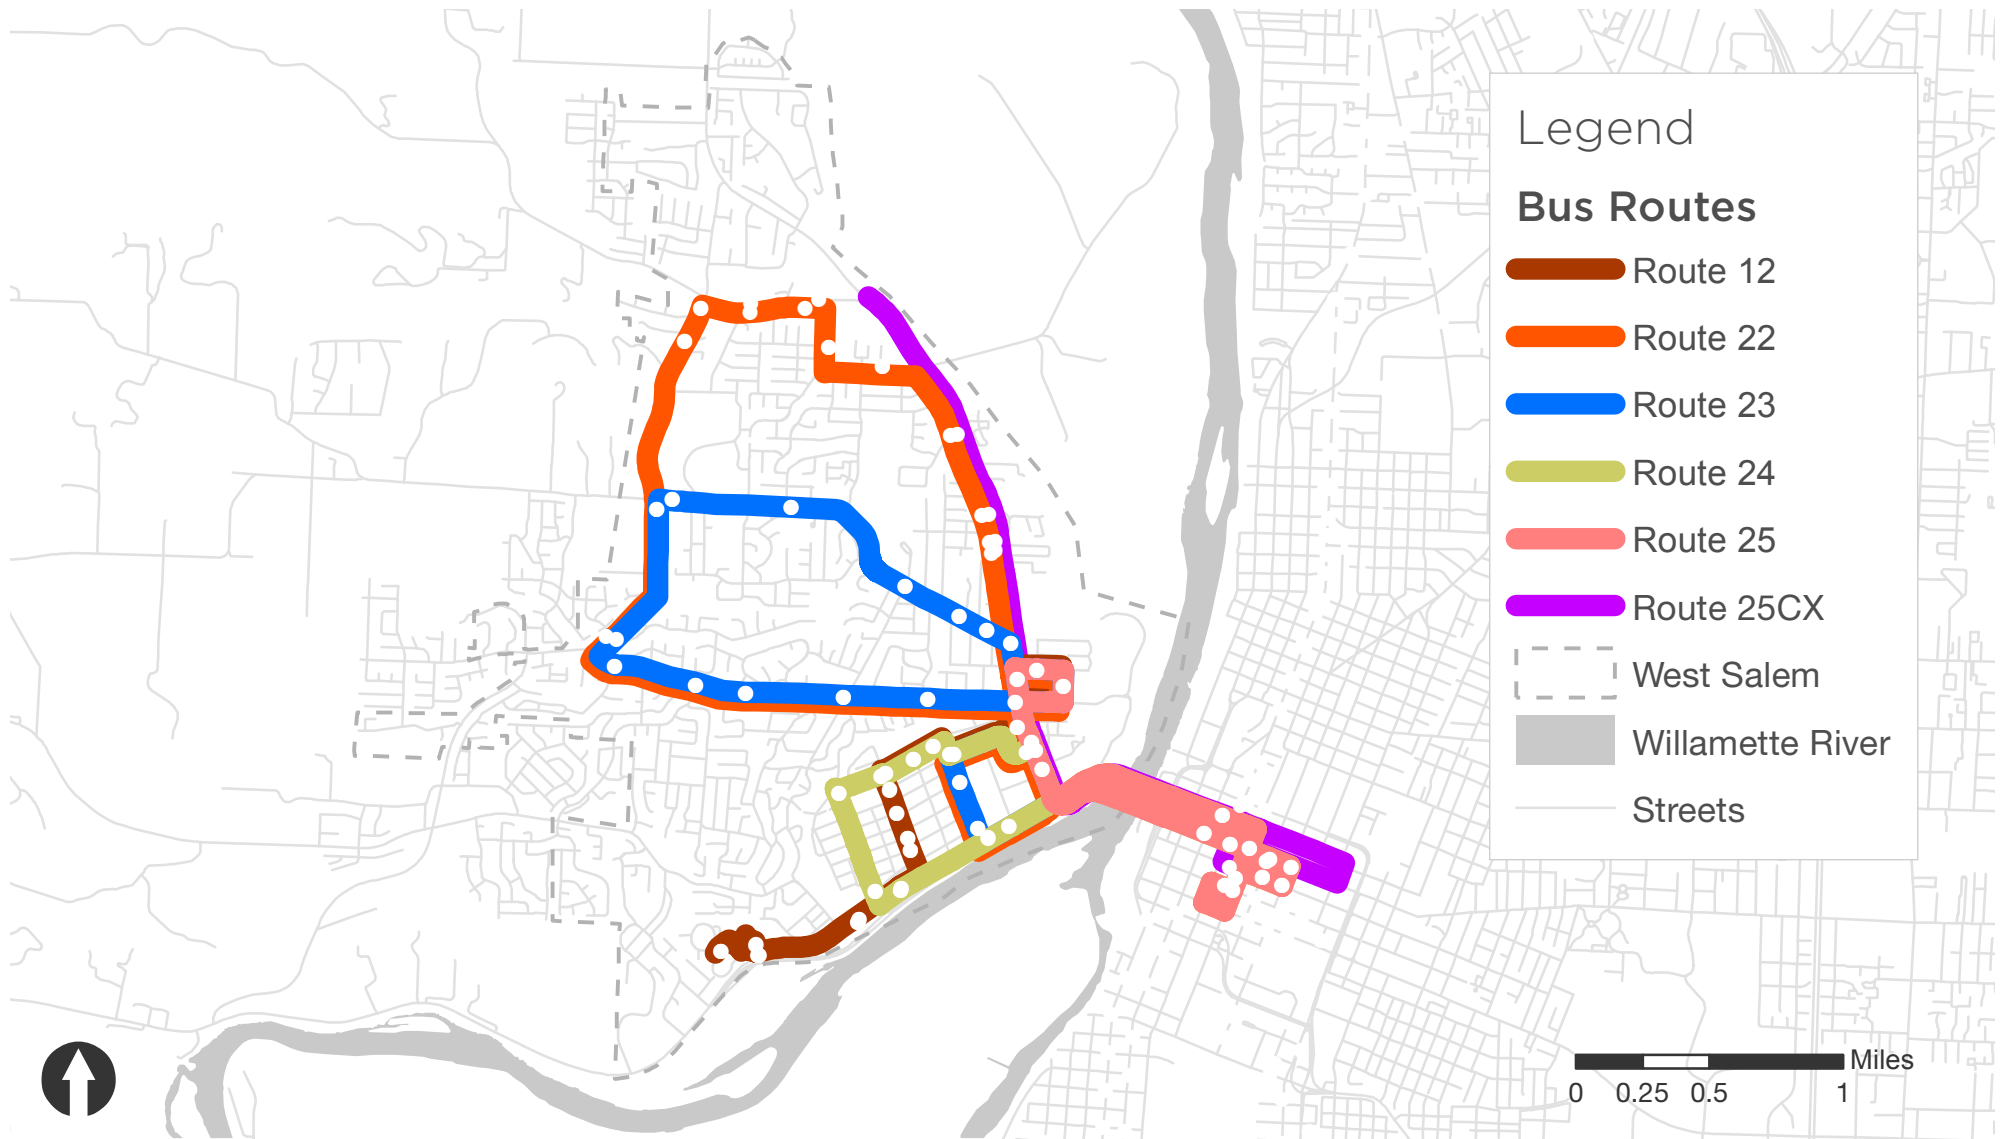 Legend
Bus Routes
Route 12
Route 22
Route 23
Route 24
Route 25
Route 25CX
West Salem
Willamette River
Streets
Miles
0 0.25 0.5 1